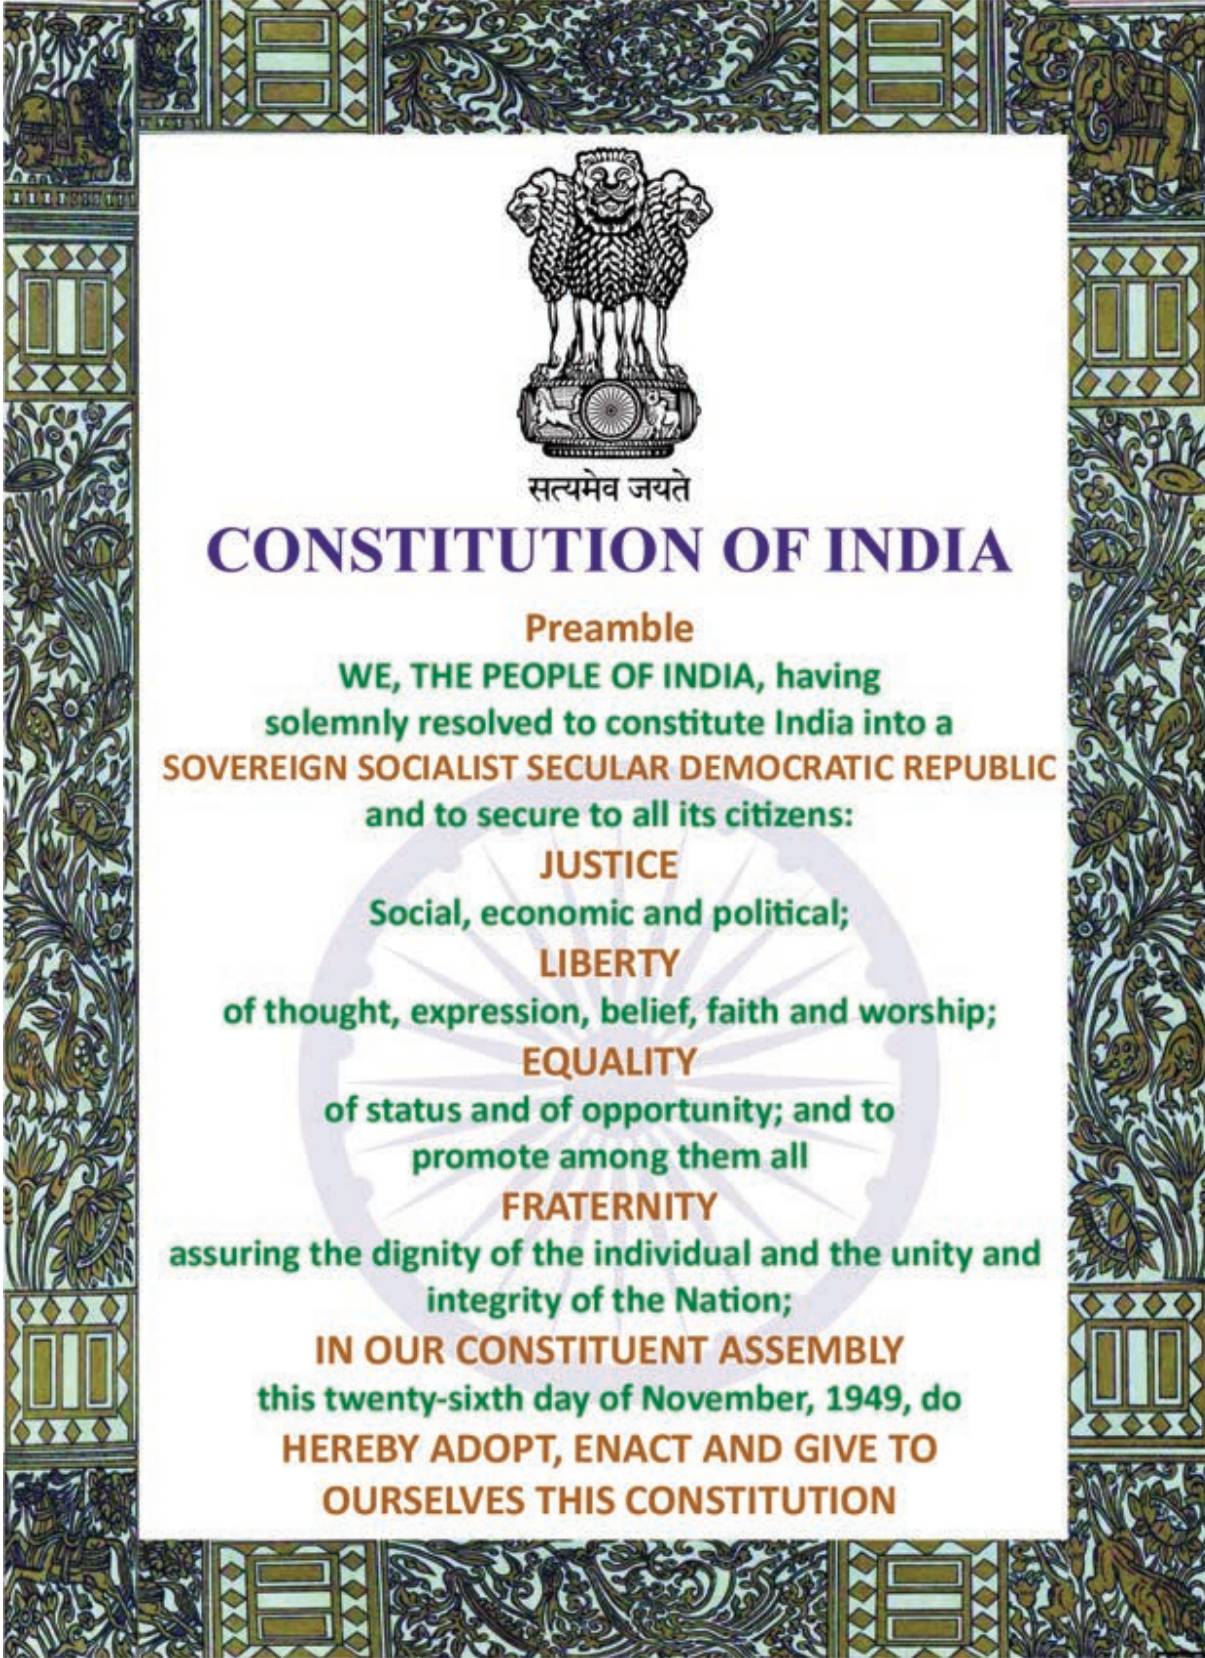 सत्यमेव जयते
CONSTITUTION OF INDIA
Preamble
WE, THE PEOPLE OF INDIA, having
solemnly resolved to constitute India into a
SOVEREIGN SOCIALIST SECULAR DEMOCRATIC REPUBLIC
and to secure to all its citizens:
JUSTICE
Social, economic and political;
LIBERTY
of thought, expression, belief, faith and worship;
EQUALITY
of status and of opportunity; and to
promote among them all
FRATERNITY
assuring the dignity of the individual and the unity and
integrity of the Nation;
IN OUR CONSTITUENT ASSEMBLY
this twenty-sixth day of November, 1949, do
HEREBY ADOPT, ENACT AND GIVE TO
OURSELVES THIS CONSTITUTION